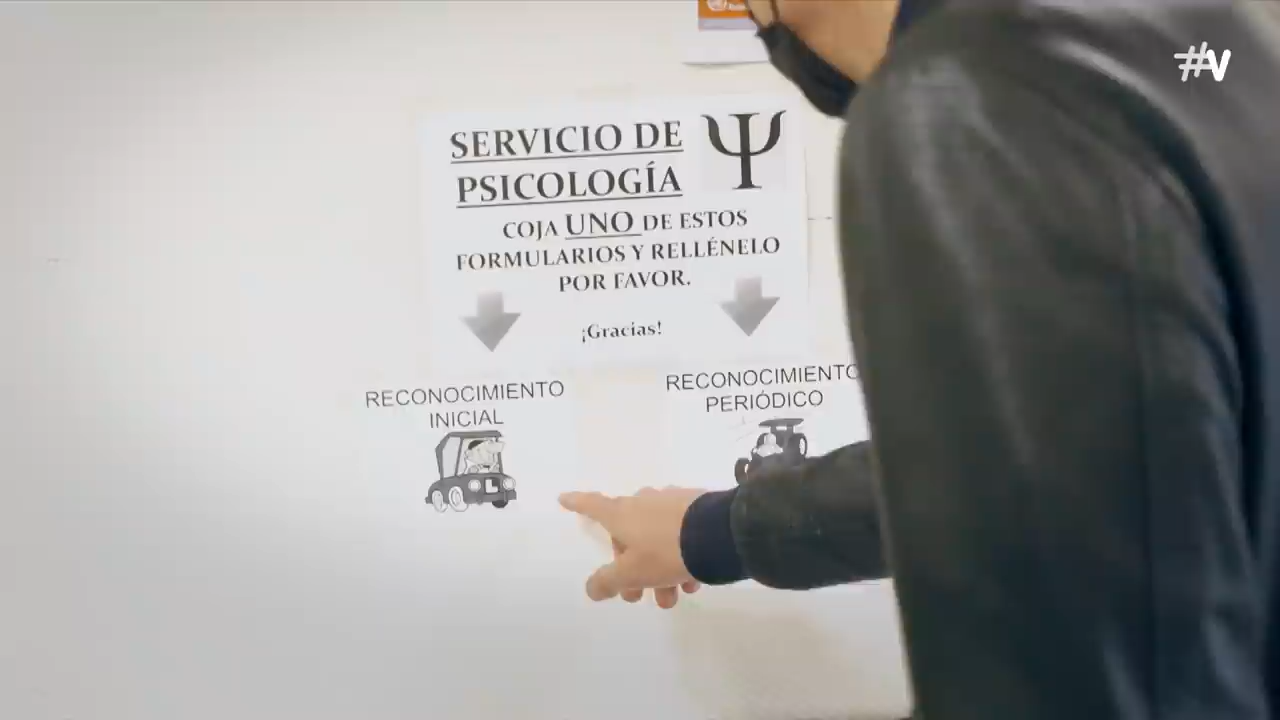 #V
SERVICIO DE
PSICOLOGÍA
Ψ
COJA UNO DE ESTOS
FORMULARIOS Y RELLÉNELO
POR FAVOR.
¡Gracias!
RECONOCIMIENTO
INICIAL
L
RECONOCIMIENTO
PERIÓDICO